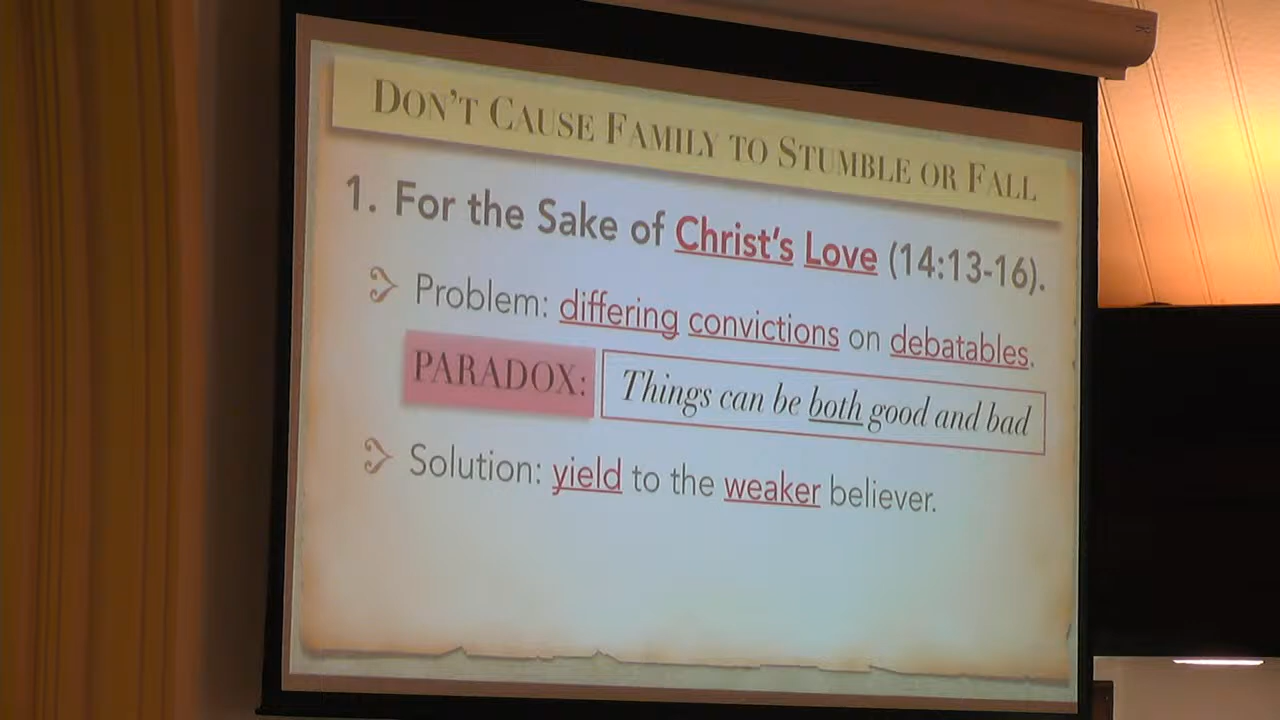 DON'T CAUSE FAMILY TO STUMBLE OR FALL
1. For the Sake of Christ's Love (14:13-16).
Problem: differing convictions on debatables.
PARADOX: Things can be both good and bad
Solution: yield to the weaker believer.